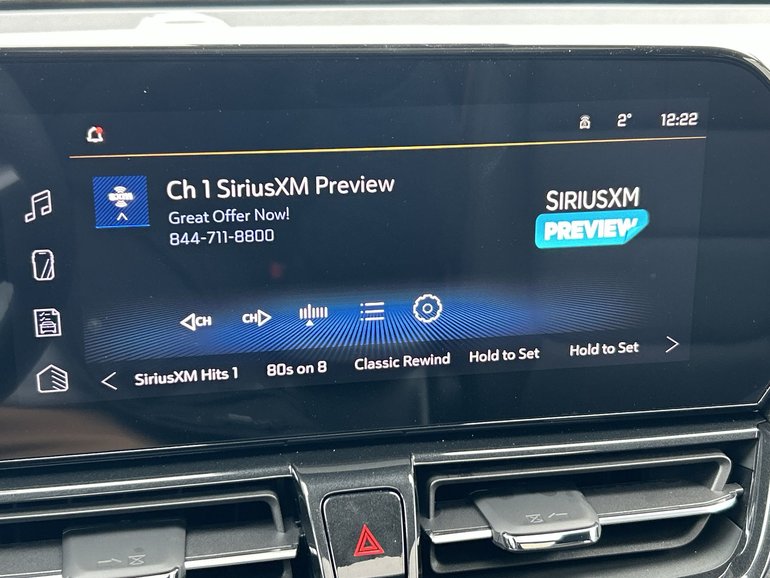 2° 12:22
Ch 1 SiriusXM Preview
Great Offer Now!
844-711-8800
SIRIUSXM
PREVIEW
CH CH
SiriusXM Hits 1 80s on 8 Classic Rewind Hold to Set Hold to Set